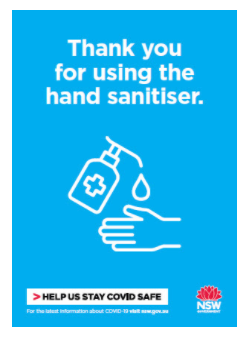 Thank you
for using the
hand sanitiser.
> HELP US STAY COVID SAFE
For the latest information about COVID-19 visit nsw.gov.au
NSW
GOVERNMENT